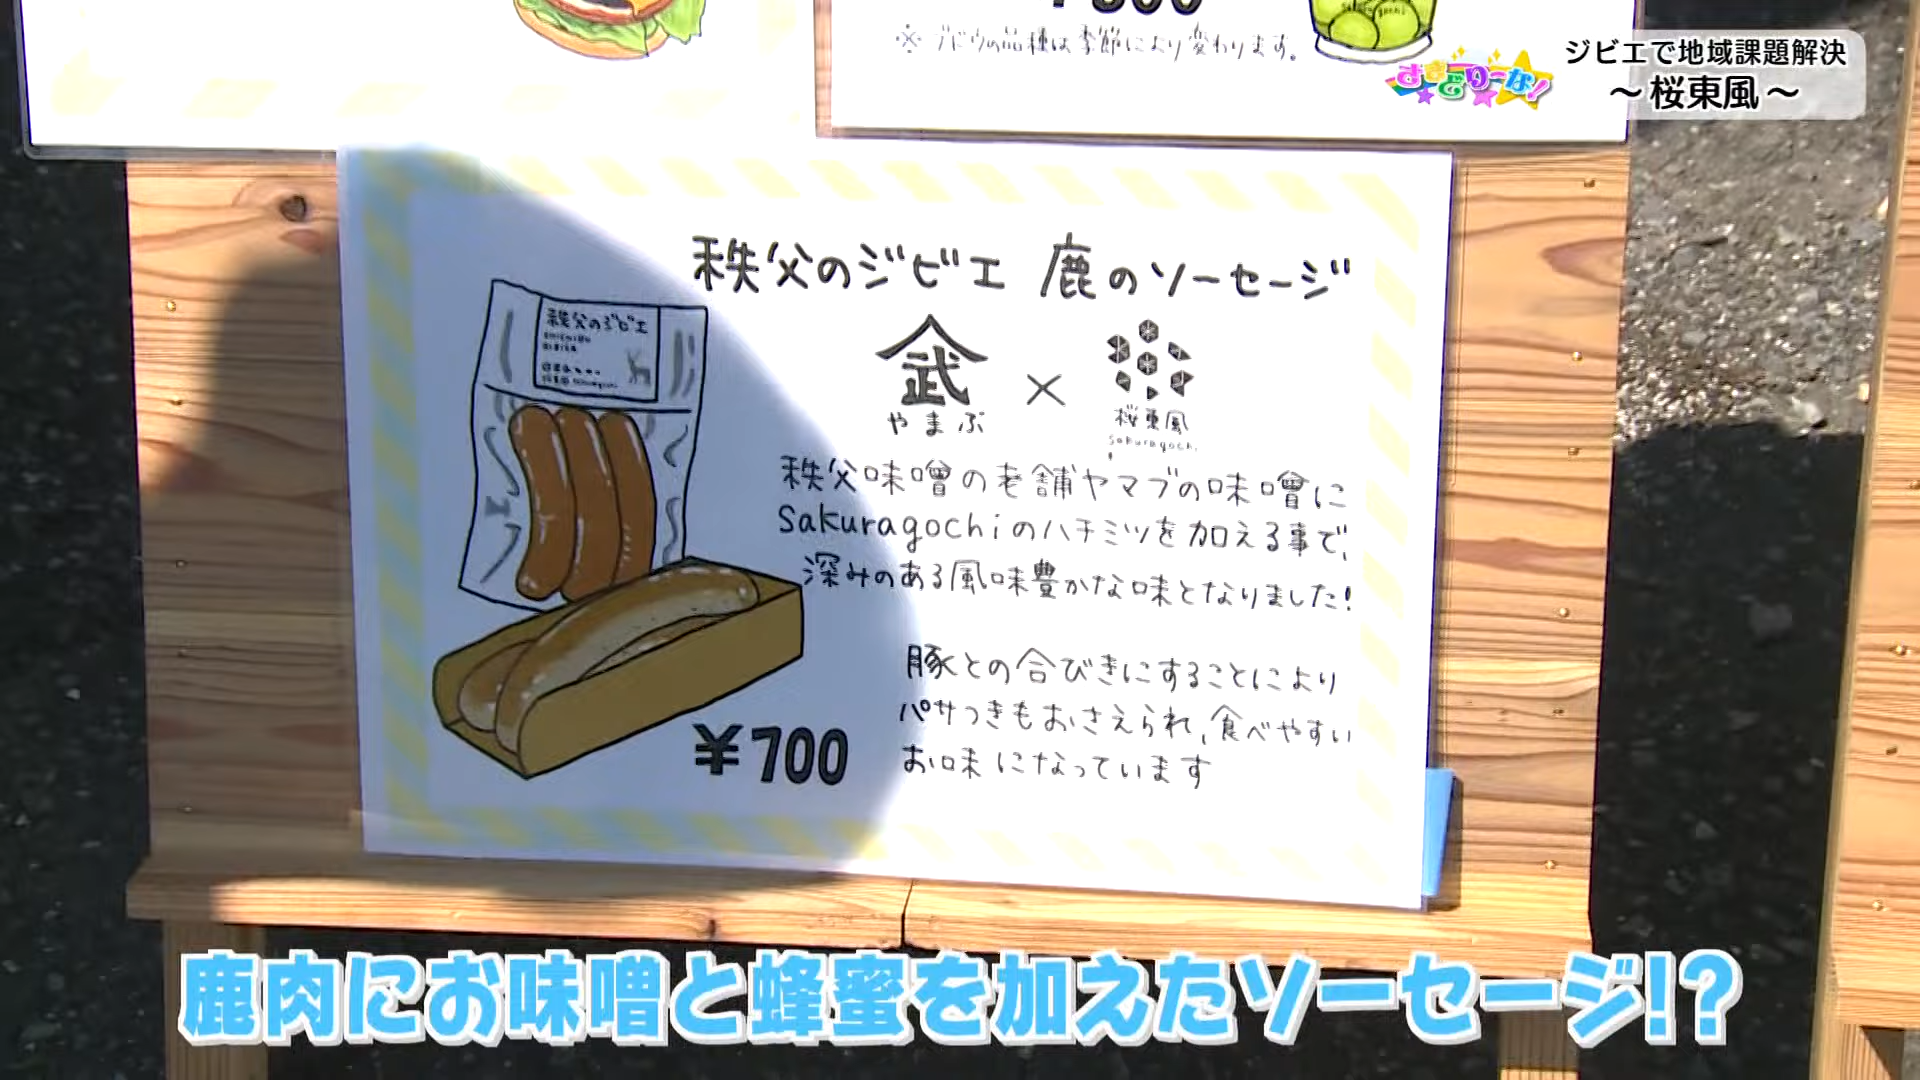 ※ブドウの品種は季節により変わります。
すまどりーな!
ジビエで地域課題解決
～桜東風～
秩父のジビエ 鹿のソーセージ
秩父のジビエ
武 × 
やまぶ
桜東風
Sakuragochi
秩父味噌の老舗ヤマブの味噌に
Sakuragochiのハチミツを加える事で、
深みのある風味豊かな味となりました!
豚との合びきにすることにより
パサつきもおさえられ、食べやすい
お味になっています
¥700
鹿肉にお味噌と蜂蜜を加えたソーセージ!?